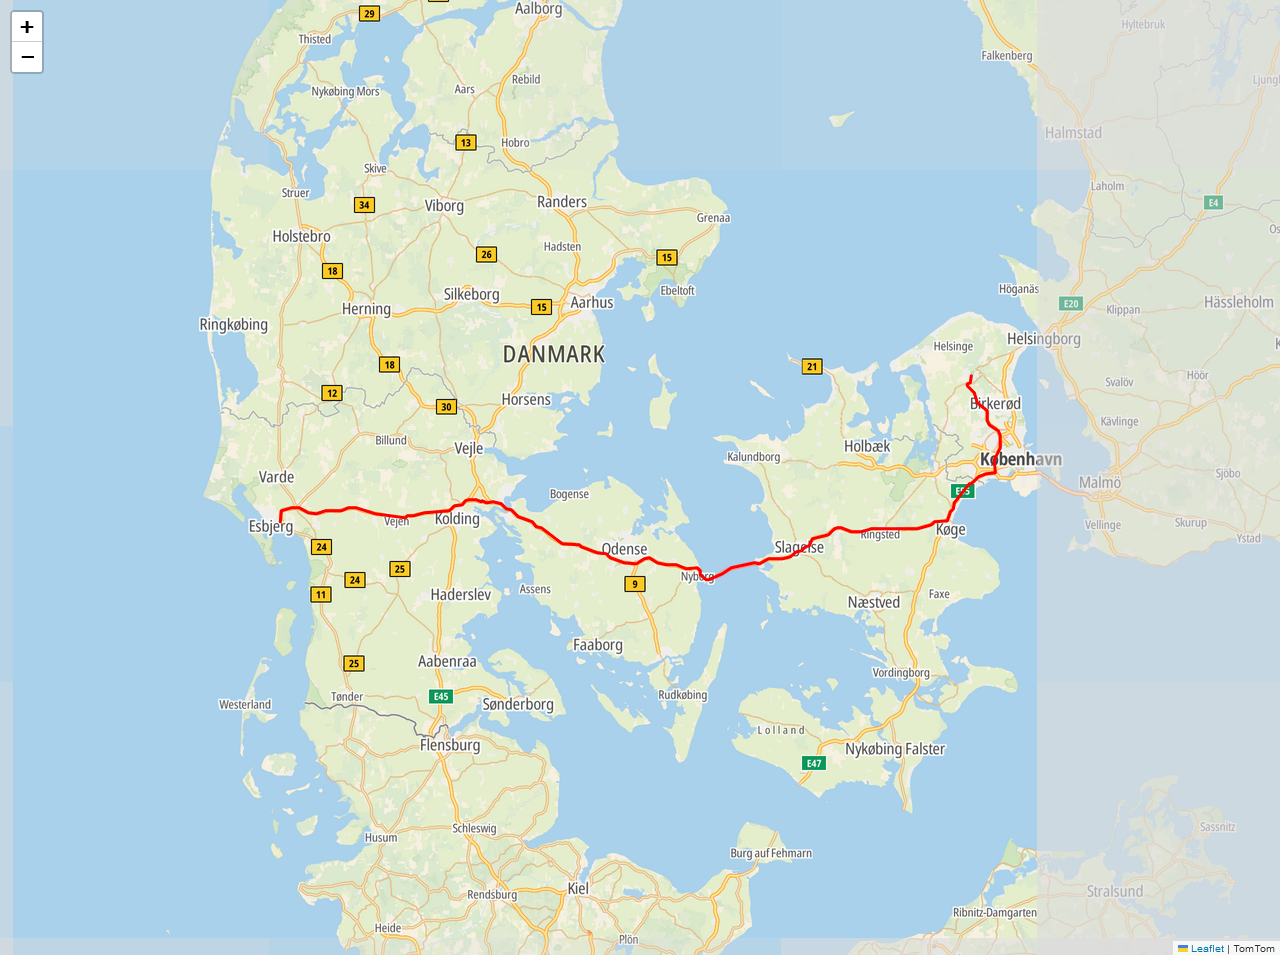 +
−
29
Aalborg
Hyltebruk
Thisted
Falkenberg
Rebild
Aars
Nykøbing Mors
Halmstad
13
Hobro
Skive
Laholm
Struer
34
Viborg
Randers
E4
Grenaa
Holstebro
Hadsten
26
15
18
Ebeltoft
Höganäs
Silkeborg
Aarhus
E20
Hässleholm
15
Herning
Klippan
Ringkøbing
Helsinge
Helsingborg
DANMARK
18
21
Svalöv
Höör
12
Horsens
Birkerød
30
Kävlinge
Billund
Vejle
Holbæk
Kalundborg
København
Varde
Malmö
Sjöbo
Bogense
Esbjerg
Vejen
Kolding
Køge
Ringsted
Vellinge
Skurup
Ystad
24
Odense
Slagelse
25
24
Nyborg
9
Assens
11
Haderslev
Næstved
Faxe
Faaborg
25
Aabenraa
Vordingborg
Tønder
E45
Rudkøbing
Westerland
Sønderborg
Lolland
Flensburg
Nykøbing Falster
E47
Schleswig
Sassnitz
Husum
Burg auf Fehmarn
Kiel
Stralsund
Rendsburg
Ribnitz-Damgarten
Heide
Plön
Leaflet | TomTom